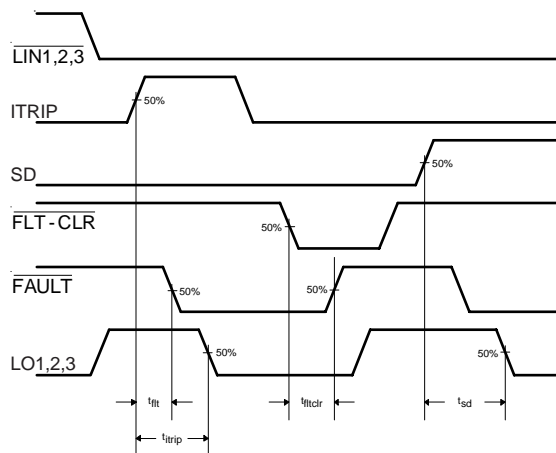 LIN1,2,3
ITRIP
50%
SD
50%
FLT-CLR
50%
FAULT
50%
50%
LO1,2,3
50%
50%
tflt
tfltclr
tsd
titrip